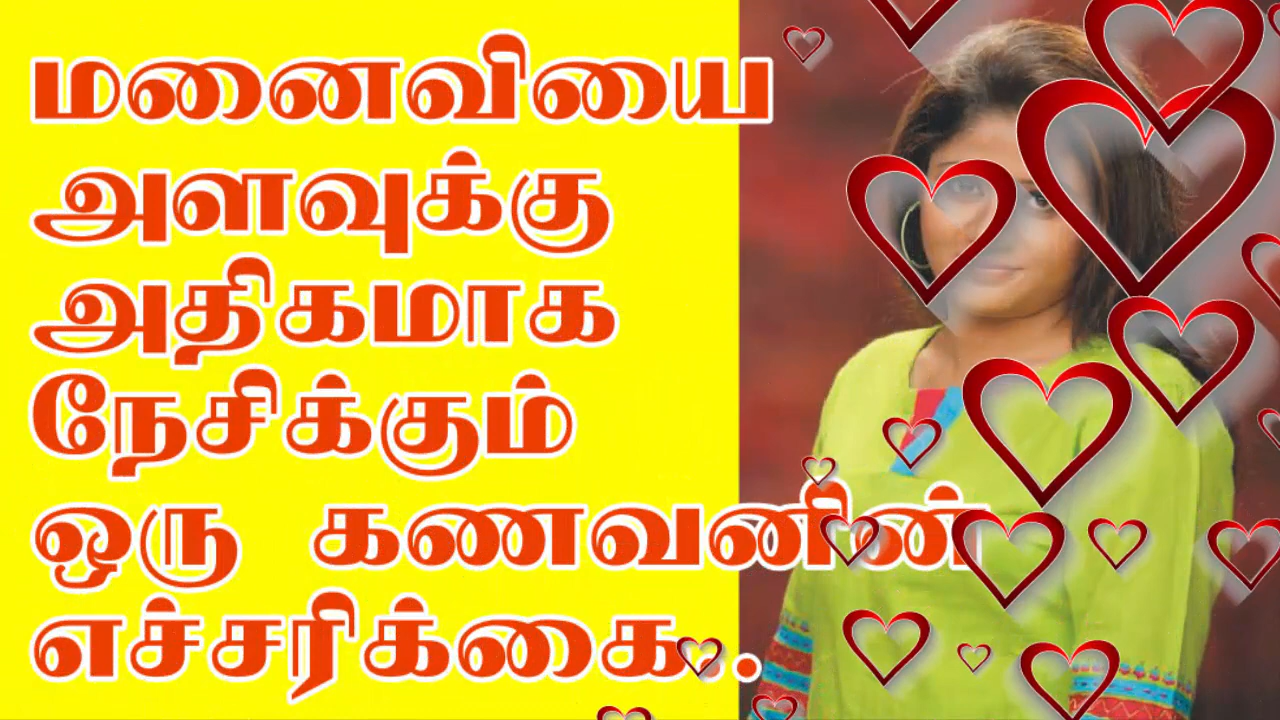 மனைவியை
அளவுக்கு
அதிகமாக
நேசிக்கும்
ஒரு கணவனின்
எச்சரிக்கை..